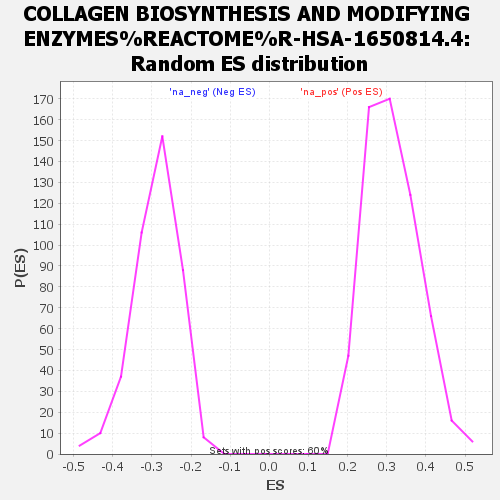 COLLAGEN BIOSYNTHESIS AND MODIFYING
ENZYMES%REACTOME%R-HSA-1650814.4:
Random ES distribution
'na_neg' (Neg ES)
'na_pos' (Pos ES)
P(ES)
170
160
150
140
130
120
110
100
90
80
70
60
50
40
30
20
10
0
Sets with pos scores: 60%
-0.5 -0.4 -0.3 -0.2 -0.1 0.0 0.1 0.2 0.3 0.4 0.5
ES